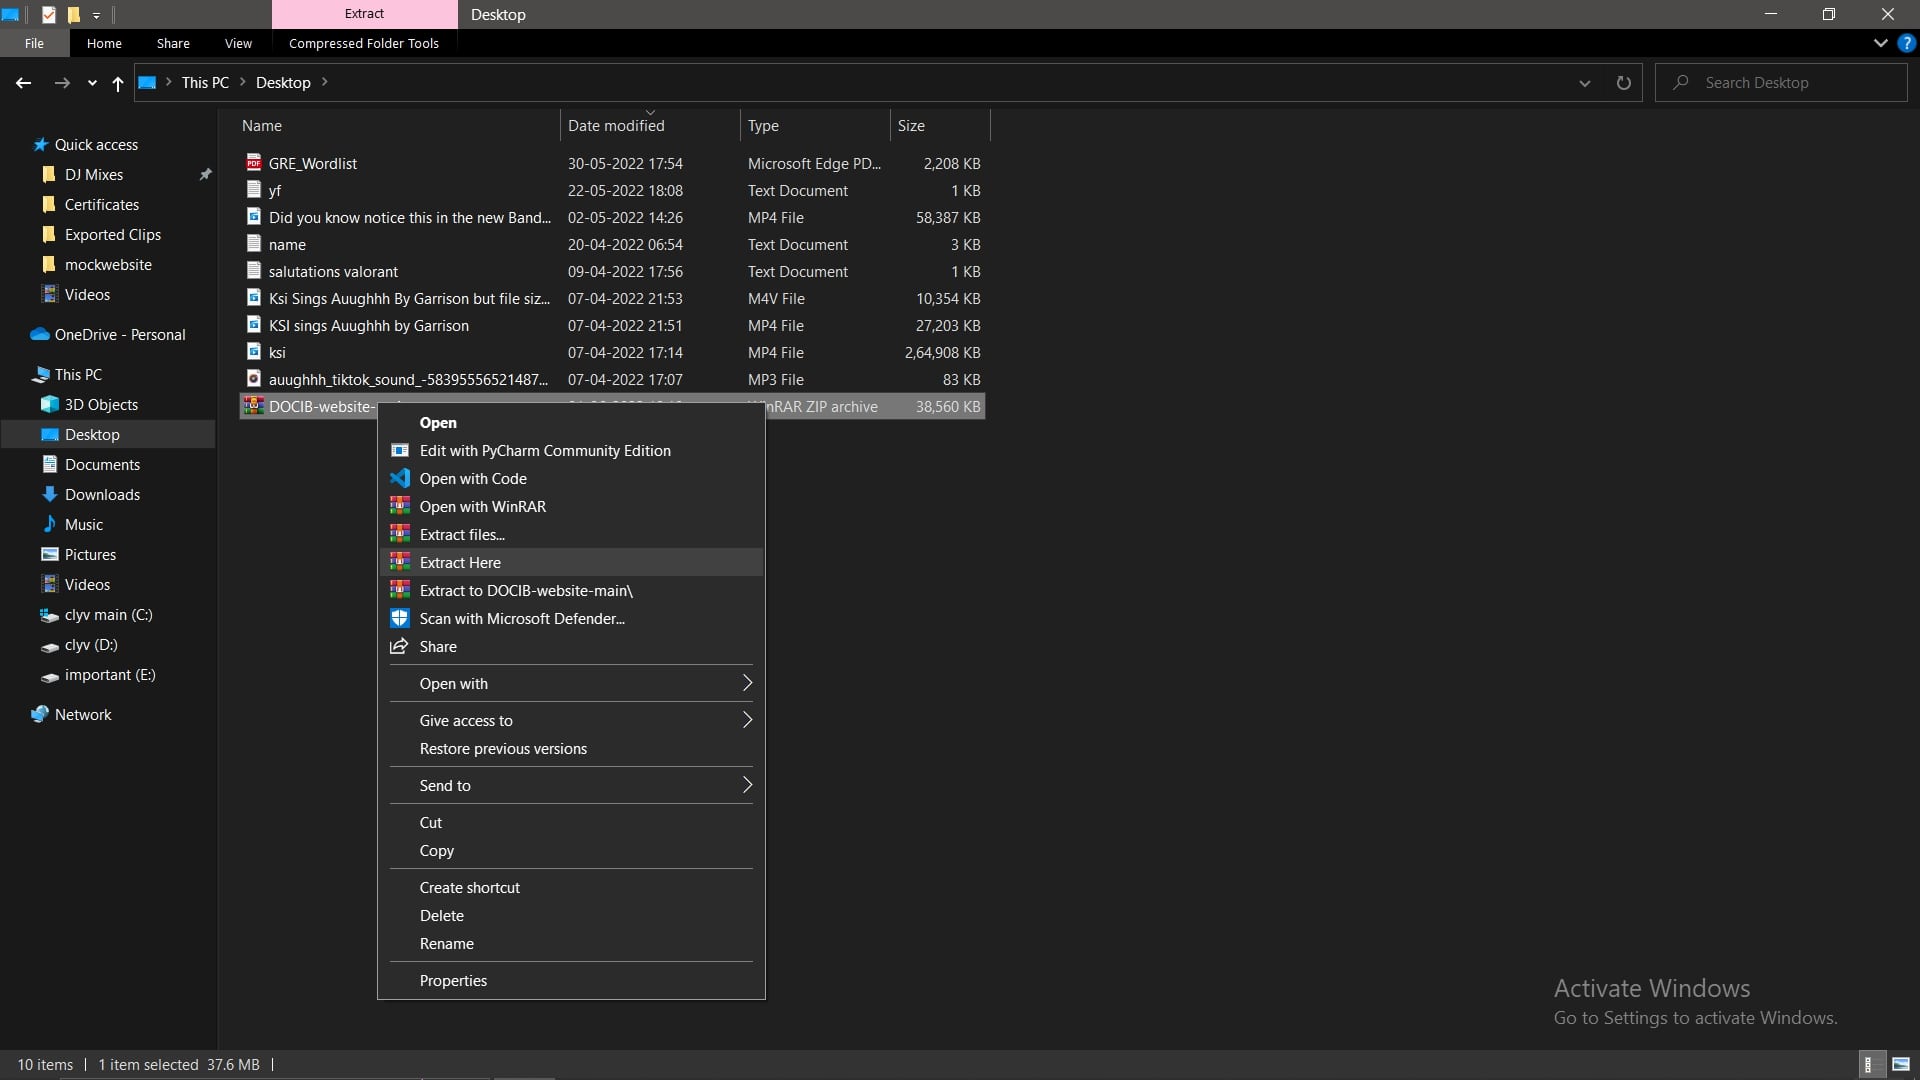 Extract
Desktop
File
Home
Share
View
Compressed Folder Tools
This PC
Desktop
Search Desktop
Name
Date modified
Type
Size
Quick access
DJ Mixes
Certificates
Exported Clips
mockwebsite
Videos
OneDrive - Personal
This PC
3D Objects
Desktop
Documents
Downloads
Music
Pictures
Videos
clyv main (C:)
clyv (D:)
important (E:)
Network
GRE_Wordlist 30-05-2022 17:54 Microsoft Edge PD... 2,208 KB
yf 22-05-2022 18:08 Text Document 1 KB
Did you know notice this in the new Band... 02-05-2022 14:26 MP4 File 58,387 KB
name 20-04-2022 06:54 Text Document 3 KB
salutations valorant 09-04-2022 17:56 Text Document 1 KB
Ksi Sings Auughhh By Garrison but file siz... 07-04-2022 21:53 M4V File 10,354 KB
KSI sings Auughhh by Garrison 07-04-2022 21:51 MP4 File 27,203 KB
ksi 07-04-2022 17:14 MP4 File 2,64,908 KB
auughhh_tiktok_sound_-58395556521487... 07-04-2022 17:07 MP3 File 83 KB
DOCIB-website- nRAR ZIP archive 38,560 KB
Open
Edit with PyCharm Community Edition
Open with Code
Open with WinRAR
Extract files...
Extract Here
Extract to DOCIB-website-main\
Scan with Microsoft Defender...
Share
Open with
Give access to
Restore previous versions
Send to
Cut
Copy
Create shortcut
Delete
Rename
Properties
Activate Windows
Go to Settings to activate Windows.
10 items
1 item selected 37.6 MB